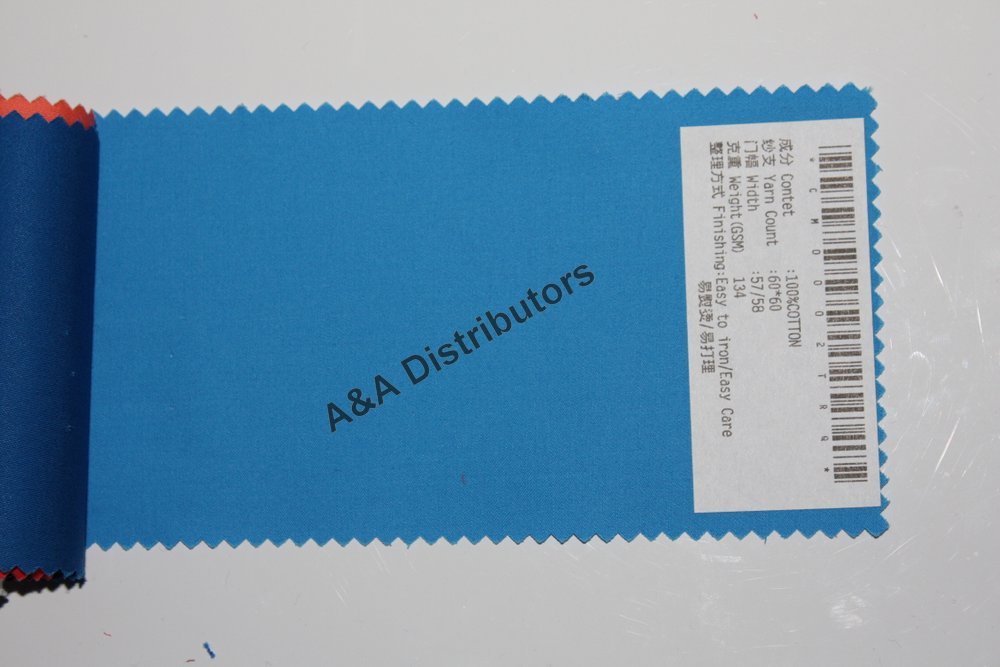 *CM0002TRQ*
成分 Contet :100%COTTON
纱支 Yarn Count :60*60
门幅 Width :57/58
克重 Weight(GSM) 134
整理方式 Finishing:Easy to iron/Easy Care
易熨烫/易打理
A&A Distributors